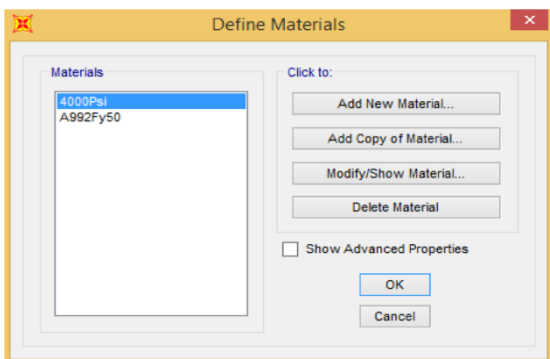 Define Materials
Materials
4000Psi
A992Fy50
Click to:
Add New Material...
Add Copy of Material...
Modify/Show Material...
Delete Material
Show Advanced Properties
OK
Cancel